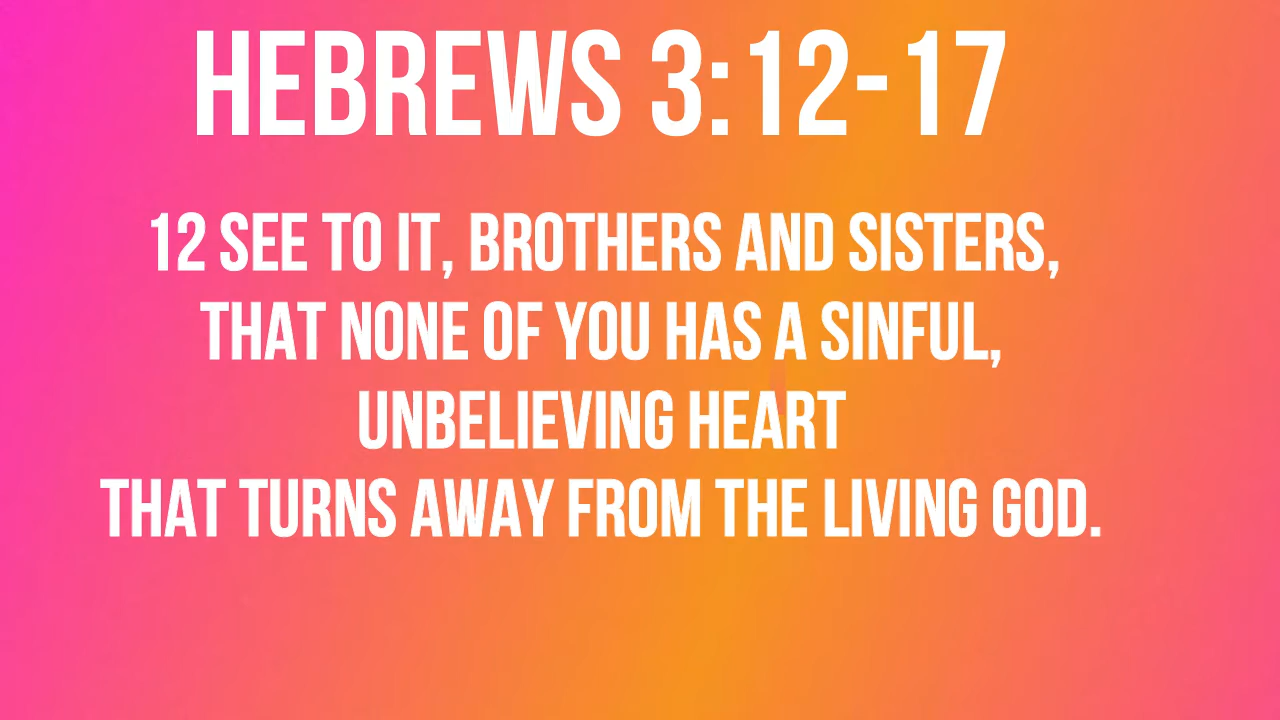 HEBREWS 3:12-17
12 SEE TO IT, BROTHERS AND SISTERS,
THAT NONE OF YOU HAS A SINFUL,
UNBELIEVING HEART
THAT TURNS AWAY FROM THE LIVING GOD.